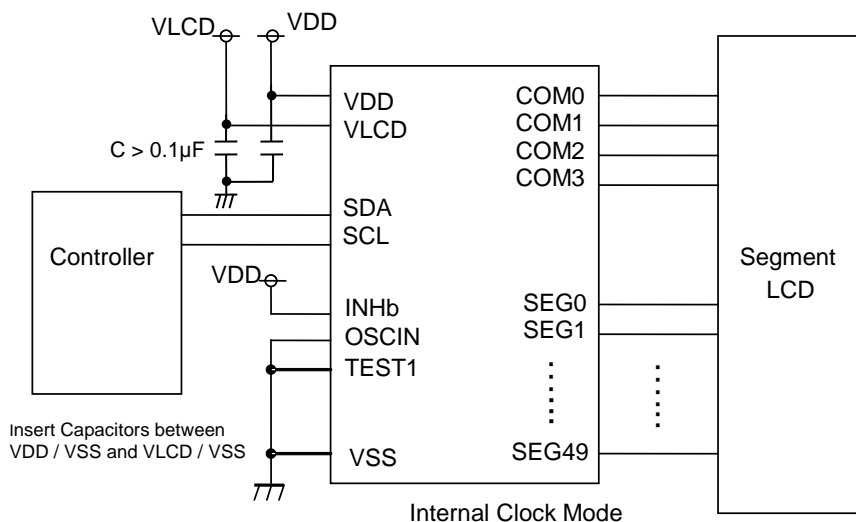 VLCD
VDD
VDD
VLCD
C > 0.1µF
SDA
SCL
Controller
VDD
INHb
OSCIN
TEST1
VSS
Insert Capacitors between
VDD / VSS and VLCD / VSS
COM0
COM1
COM2
COM3
SEG0
SEG1
SEG49
Segment
LCD
Internal Clock Mode